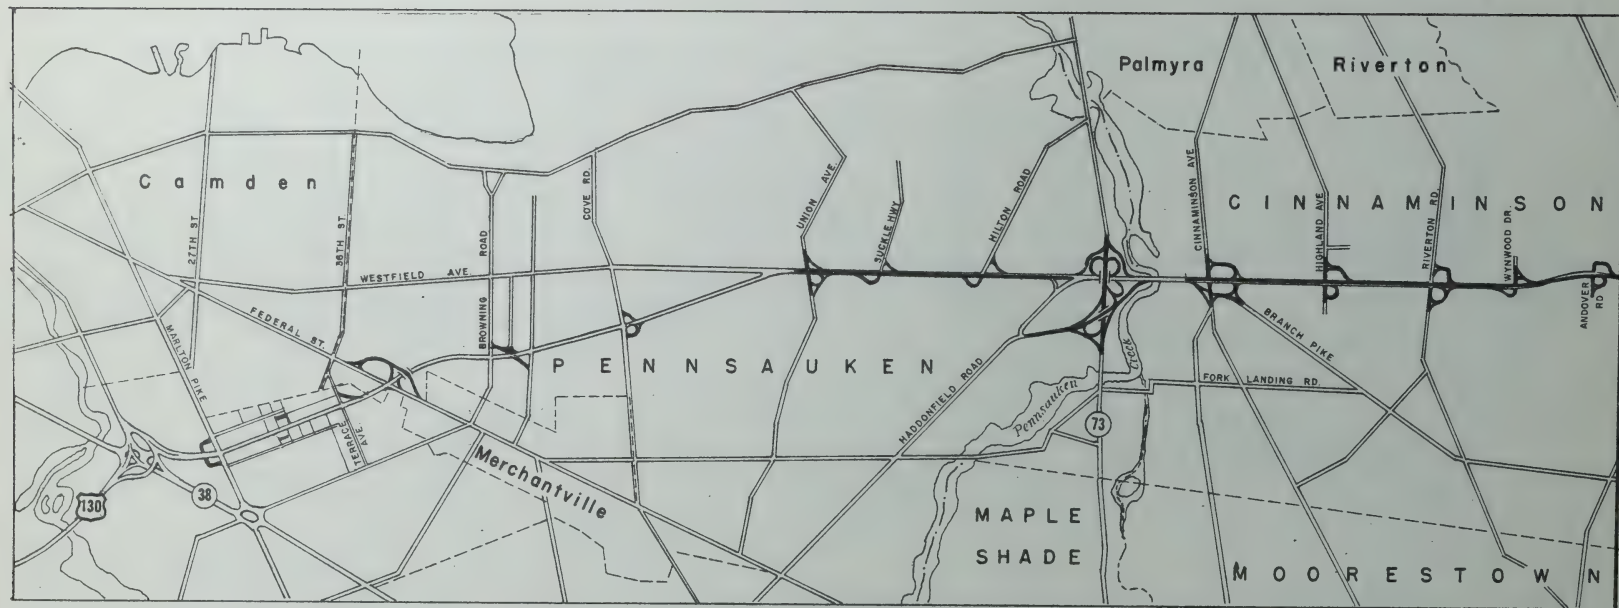 Palmyra
Riverton
Camden
27TH ST
36TH ST
BROWNING ROAD
COVE RD.
UNION AVE.
SUCKLE HWY
HILTON ROAD
CINNAMINSON AVE
HIGHLAND AVE
RIVERTON RD.
WYNWOOD DR.
ANDOVER RD
CINNAMINSON
WESTFIELD AVE.
FEDERAL ST.
MARLTON PIKE
PENNSAUKEN
HADDONFIELD ROAD
Pennsauken Creek
BRANCH PIKE
FORK LANDING RD.
TERRACE AVE.
Merchantville
73
38
130
MAPLE
SHADE
MOORESTOWN